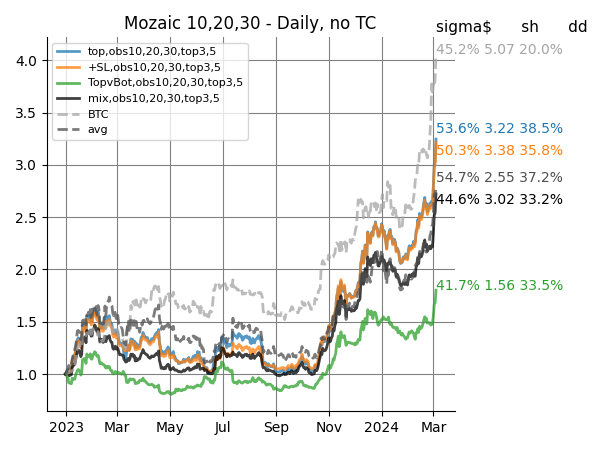 Mozaic 10,20,30 - Daily, no TC
sigma$ sh dd
top,obs10,20,30,top3,5
+SL,obs10,20,30,top3,5
TopvBot,obs10,20,30,top3,5
mix,obs10,20,30,top3,5
BTC
avg
45.2% 5.07 20.0%
53.6% 3.22 38.5%
50.3% 3.38 35.8%
54.7% 2.55 37.2%
44.6% 3.02 33.2%
41.7% 1.56 33.5%
4.0
3.5
3.0
2.5
2.0
1.5
1.0
2023 Mar May Jul Sep Nov 2024 Mar